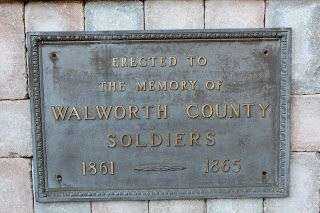 ERECTED TO
THE MEMORY OF
WALWORTH COUNTY
SOLDIERS
1861 1865